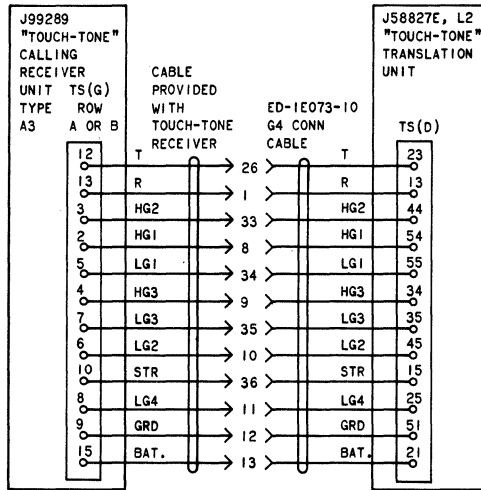 J99289
"TOUCH-TONE"
CALLING
RECEIVER
UNIT TS(G)
TYPE ROW
A3 A OR B
CABLE
PROVIDED
WITH
TOUCH-TONE
RECEIVER
ED-1E073-10
G4 CONN
CABLE
J58827E, L2
"TOUCH-TONE"
TRANSLATION
UNIT
TS(D)
12 T 26 T 23
13 R 1 R 13
3 HG2 33 HG2 44
2 HG1 8 HG1 54
5 LG1 34 LG1 55
4 HG3 9 HG3 34
7 LG3 35 LG3 35
6 LG2 10 LG2 45
10 STR 36 STR 15
8 LG4 11 LG4 25
9 GRD 12 GRD 51
15 BAT. 13 BAT. 21